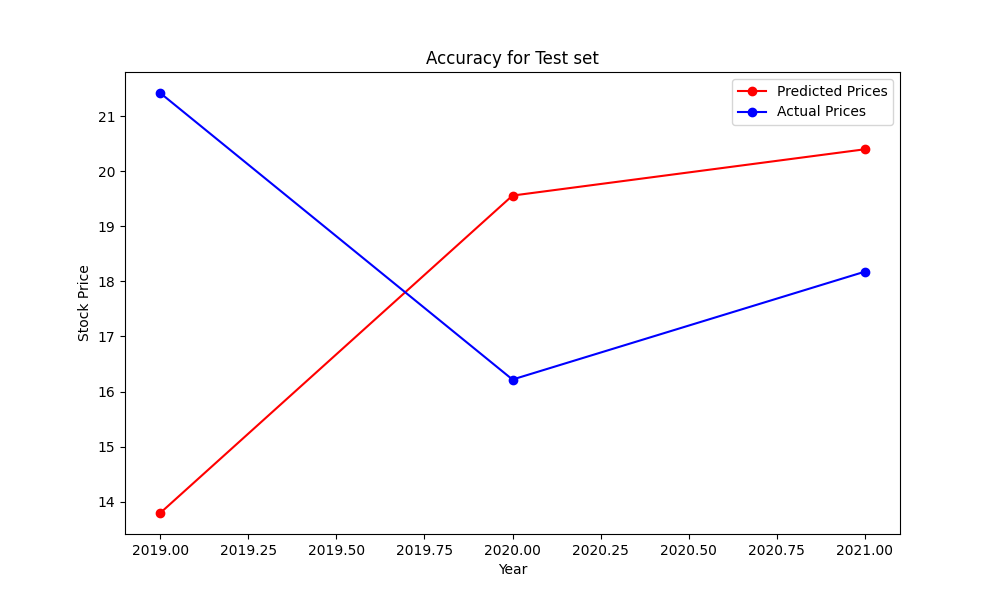 Accuracy for Test set
Predicted Prices
Actual Prices
Stock Price
21
20
19
18
17
16
15
14
2019.00 2019.25 2019.50 2019.75 2020.00 2020.25 2020.50 2020.75 2021.00
Year